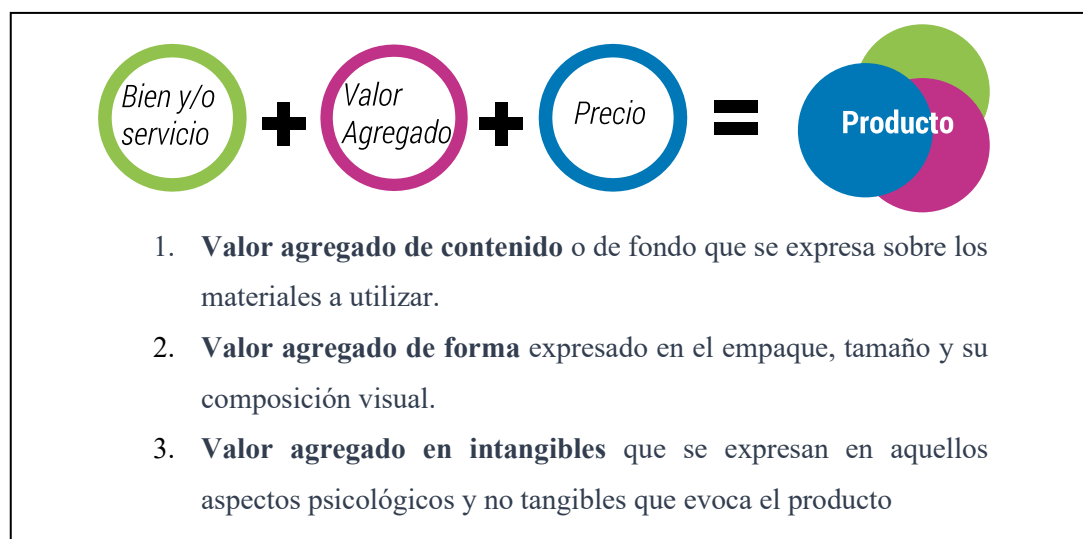 Bien y/o servicio + Valor Agregado + Precio = Producto
1. Valor agregado de contenido o de fondo que se expresa sobre los
materiales a utilizar.
2. Valor agregado de forma expresado en el empaque, tamaño y su
composición visual.
3. Valor agregado en intangibles que se expresan en aquellos
aspectos psicológicos y no tangibles que evoca el producto